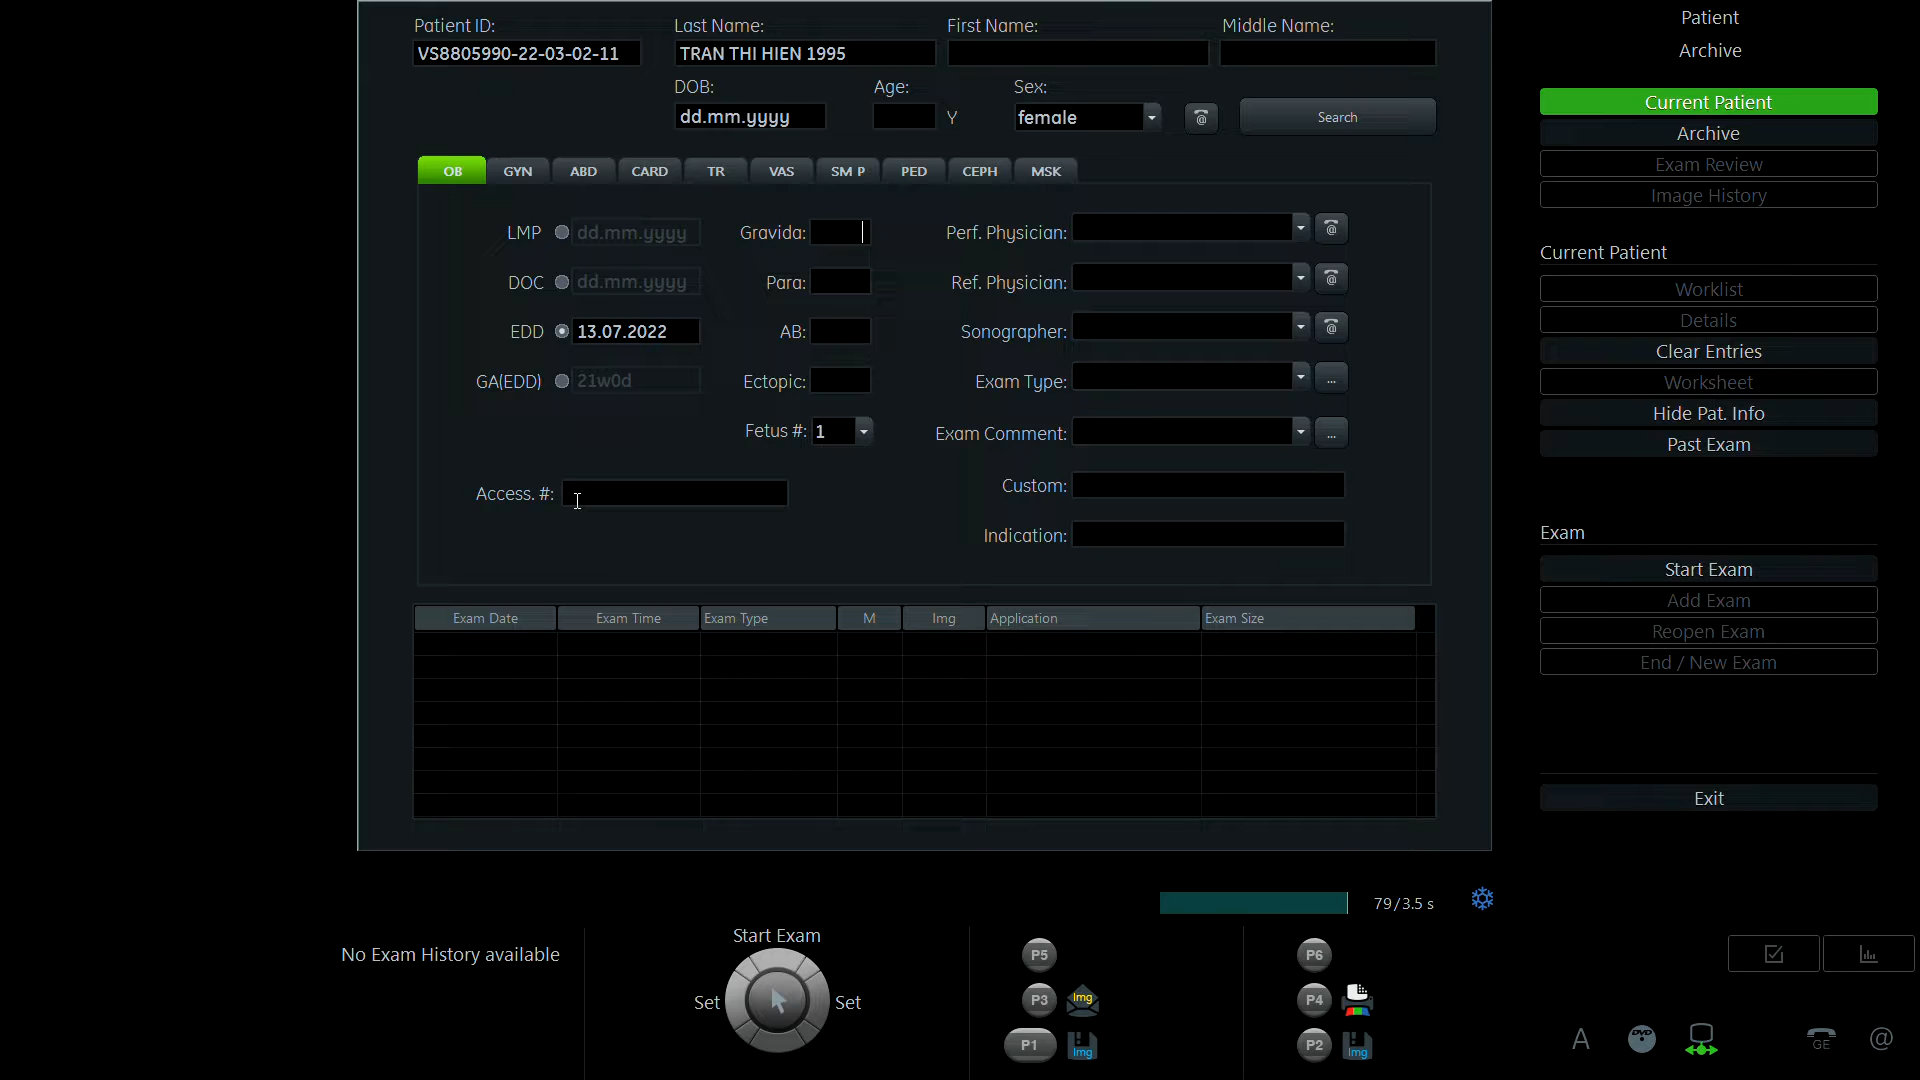 Patient ID: Last Name: First Name: Middle Name:
VS8805990-22-03-02-11 TRAN THI HIEN 1995
DOB: Age: Sex:
dd.mm.yyyy Y female @ Search
OB GYN ABD CARD TR VAS SM P PED CEPH MSK
LMP dd.mm.yyyy Gravida: Perf. Physician: @
DOC dd.mm.yyyy Para: Ref. Physician: @
EDD 13.07.2022 AB: Sonographer: @
GA(EDD) 21w0d Ectopic: Exam Type: ...
Fetus #: 1 Exam Comment: ...
Access. #: Custom:
Indication:
Exam Date Exam Time Exam Type M Img Application Exam Size
Patient
Archive
Current Patient
Archive
Exam Review
Image History
Current Patient
Worklist
Details
Clear Entries
Worksheet
Hide Pat. Info
Past Exam
Exam
Start Exam
Add Exam
Reopen Exam
End / New Exam
Exit
79/3.5 s
No Exam History available
Start Exam
Set Set
P5 P6
P3 Img P4
P1 Img P2 Img
A DVD GE @